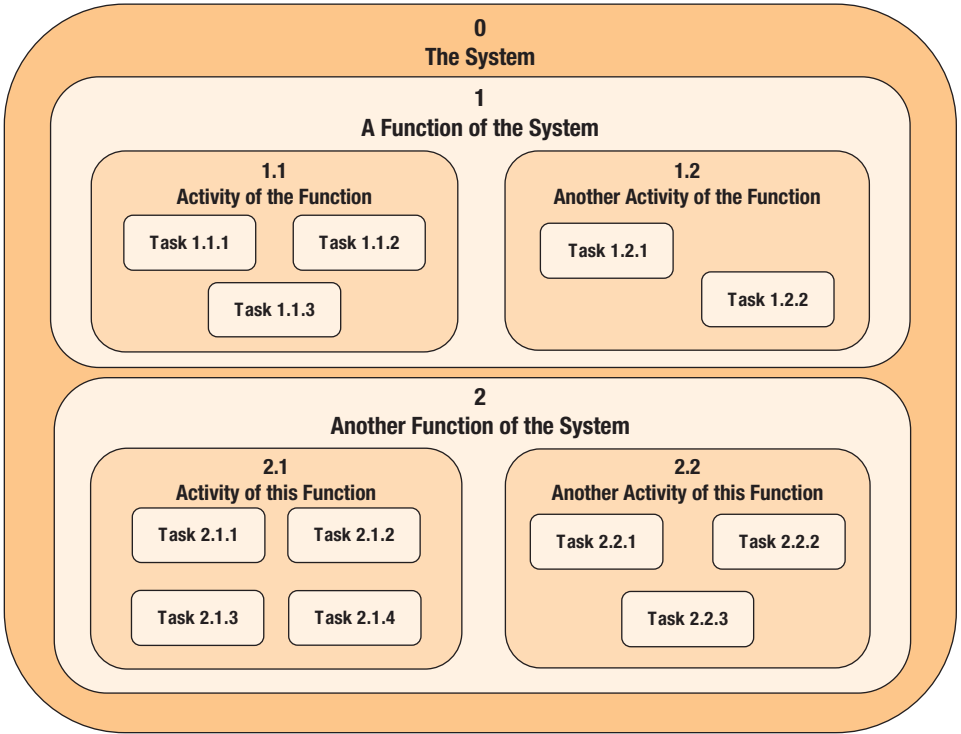 0
The System
1
A Function of the System
1.1
Activity of the Function
Task 1.1.1
Task 1.1.2
Task 1.1.3
1.2
Another Activity of the Function
Task 1.2.1
Task 1.2.2
2
Another Function of the System
2.1
Activity of this Function
Task 2.1.1
Task 2.1.2
Task 2.1.3
Task 2.1.4
2.2
Another Activity of this Function
Task 2.2.1
Task 2.2.2
Task 2.2.3